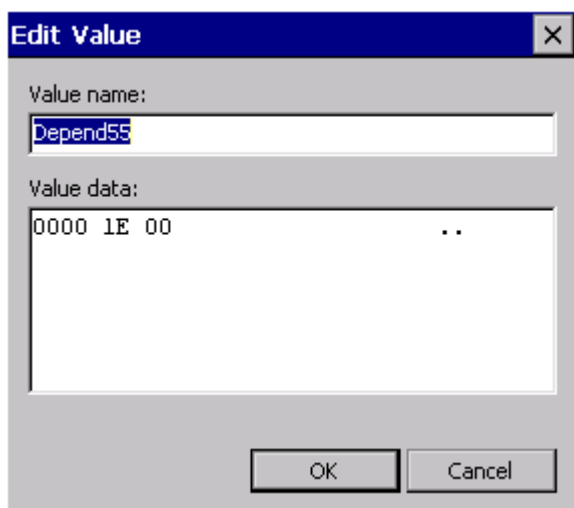 Edit Value
Value name:
Depend55
Value data:
0000 1E 00 ..
OK Cancel